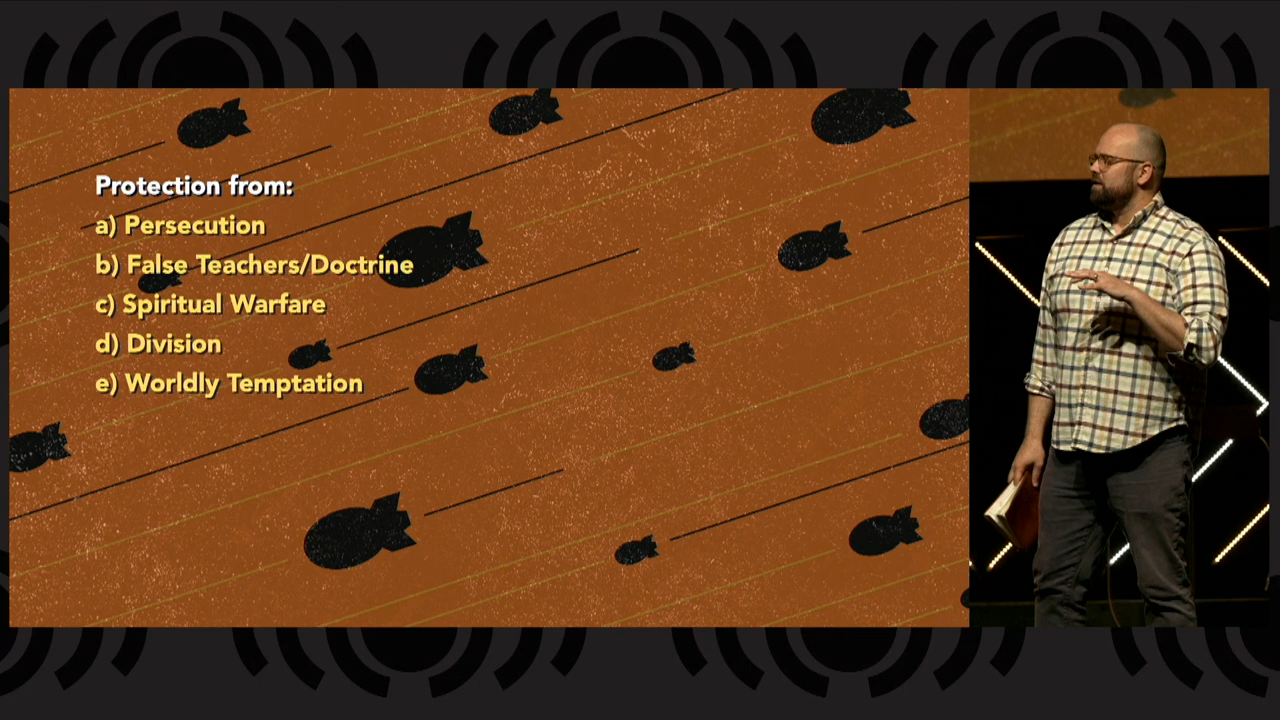 Protection from:
a) Persecution
b) False Teachers/Doctrine
c) Spiritual Warfare
d) Division
e) Worldly Temptation